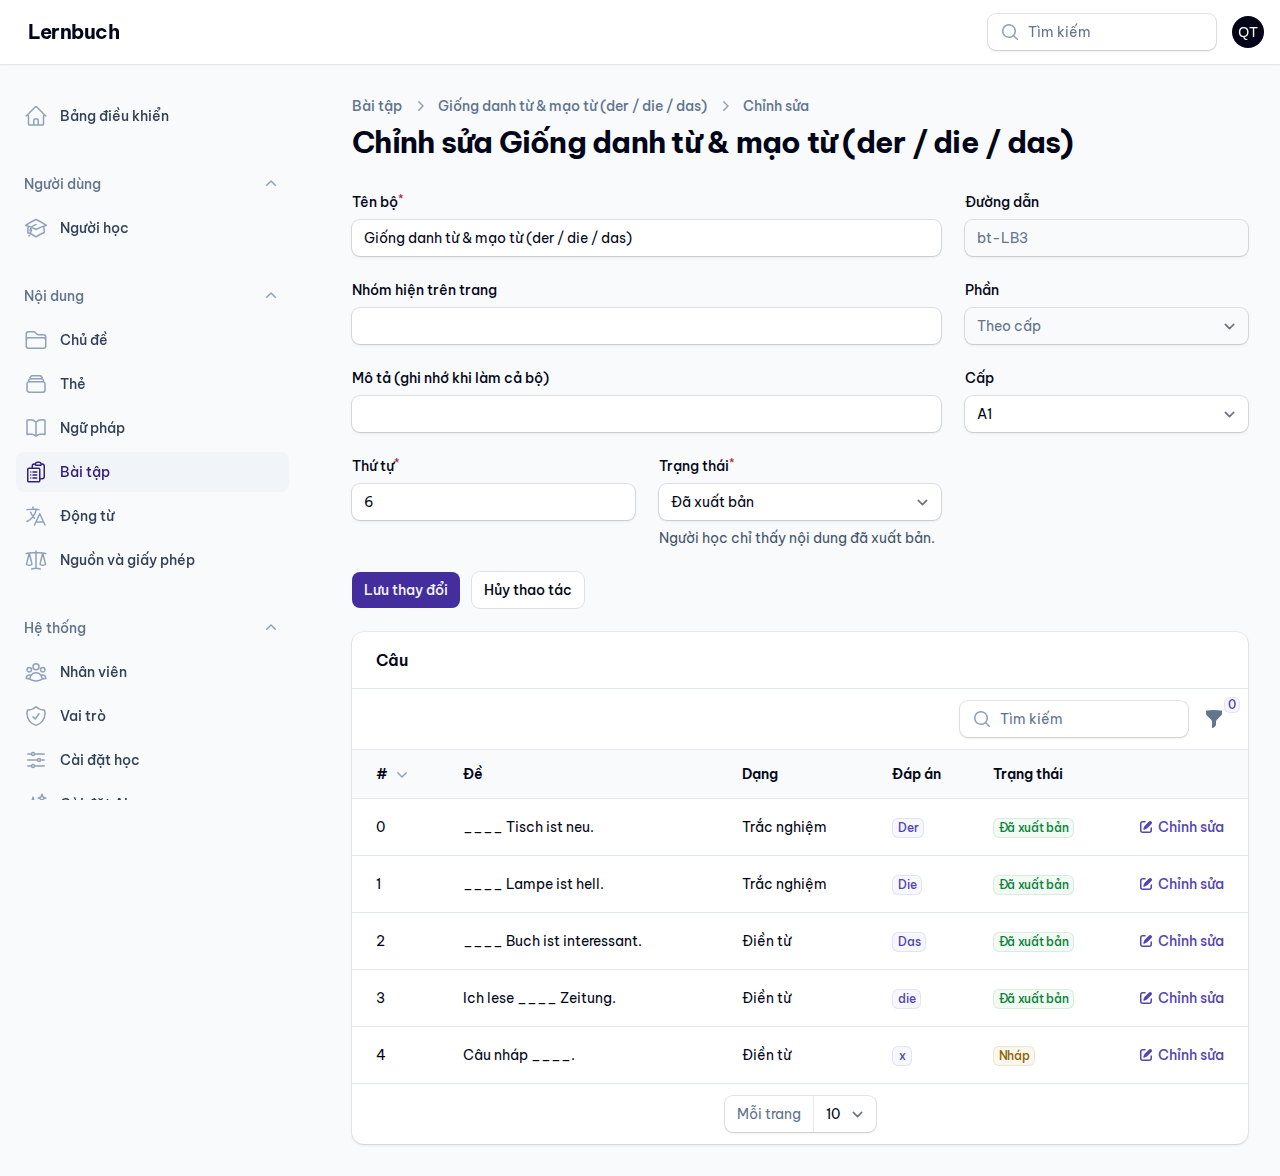 Lernbuch
Tìm kiếm
QT
Bảng điều khiển
Người dùng
Người học
Nội dung
Chủ đề
Thẻ
Ngữ pháp
Bài tập
Động từ
Nguồn và giấy phép
Hệ thống
Nhân viên
Vai trò
Cài đặt học
Bài tập > Giống danh từ & mạo từ (der / die / das) > Chỉnh sửa
Chỉnh sửa Giống danh từ & mạo từ (der / die / das)
Tên bộ* Đường dẫn
Giống danh từ & mạo từ (der / die / das) bt-LB3
Nhóm hiện trên trang Phần
Theo cấp
Mô tả (ghi nhớ khi làm cả bộ) Cấp
A1
Thứ tự* Trạng thái*
6 Đã xuất bản
Người học chỉ thấy nội dung đã xuất bản.
Lưu thay đổi Hủy thao tác
Câu
Tìm kiếm 0
# Đề Dạng Đáp án Trạng thái
0 ____ Tisch ist neu. Trắc nghiệm Der Đã xuất bản Chỉnh sửa
1 ____ Lampe ist hell. Trắc nghiệm Die Đã xuất bản Chỉnh sửa
2 ____ Buch ist interessant. Điền từ Das Đã xuất bản Chỉnh sửa
3 Ich lese ____ Zeitung. Điền từ die Đã xuất bản Chỉnh sửa
4 Câu nháp ____. Điền từ x Nháp Chỉnh sửa
Mỗi trang 10